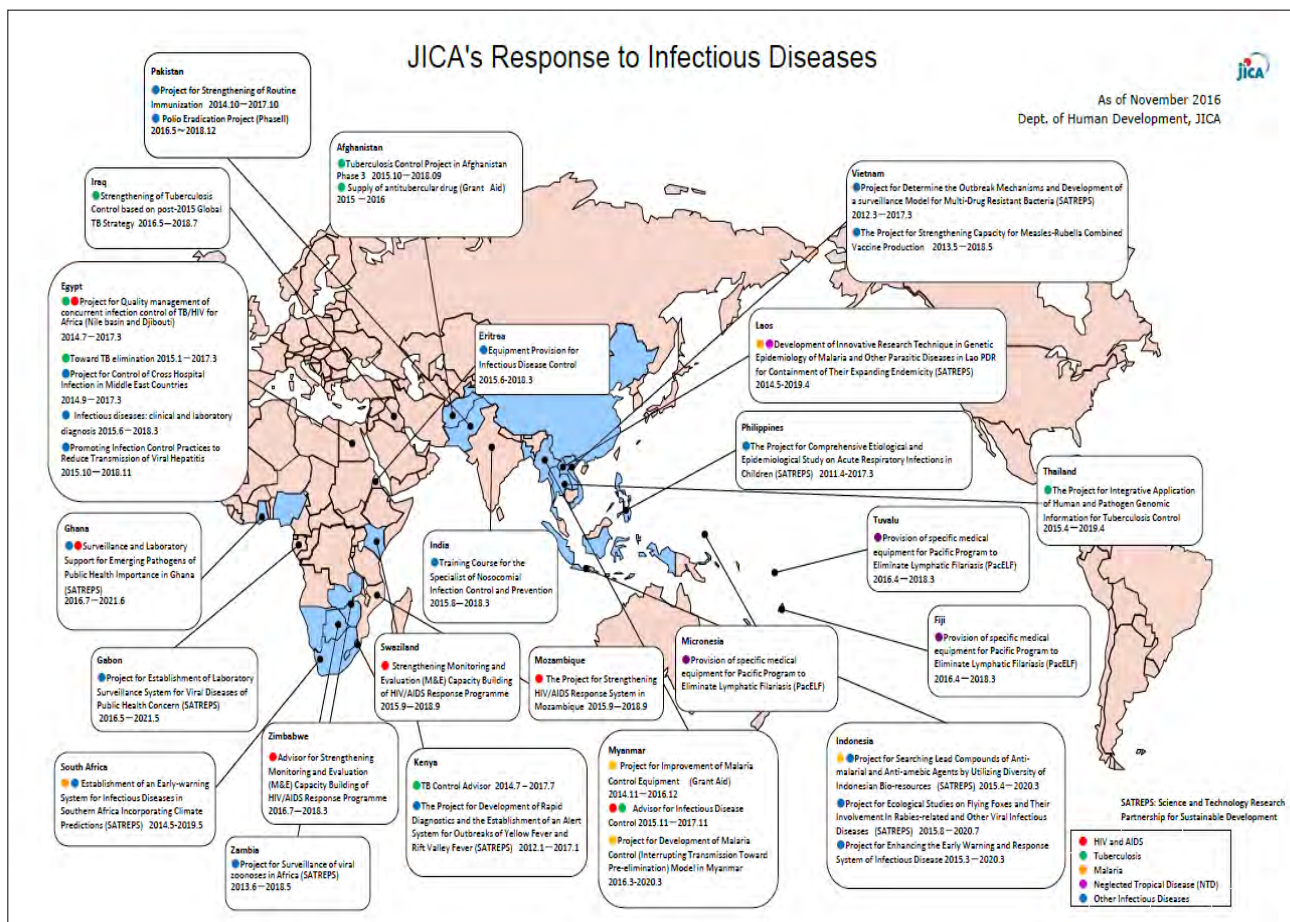 JICA's Response to Infectious Diseases
jICA
As of November 2016
Dept. of Human Development, JICA
Pakistan
Project for Strengthening of Routine
Immunization 2014.10－2017.10
Polio Eradication Project (PhaseII)
2016.5～2018.12
Afghanistan
Tuberculosis Control Project in Afghanistan
Phase 3 2015.10－2018.09
Supply of antitubercular drug (Grant Aid)
2015 －2016
Iraq
Strengthening of Tuberculosis
Control based on post-2015 Global
TB Strategy 2016.5－2018.7
Vietnam
Project for Determine the Outbreak Mechanisms and Development of
a surveillance Model for Multi-Drug Resistant Bacteria (SATREPS)
2012.3－2017.3
The Project for Strengthening Capacity for Measles-Rubella Combined
Vaccine Production 2013.5－2018.5
Egypt
Project for Quality management of
concurrent infection control of TB/HIV for
Africa (Nile basin and Djibouti)
2014.7－2017.3
Toward TB elimination 2015.1－2017.3
Project for Control of Cross Hospital
Infection in Middle East Countries
2014.9－2017.3
Infectious diseases: clinical and laboratory
diagnosis 2015.6－2018.3
Promoting Infection Control Practices to
Reduce Transmission of Viral Hepatitis
2015.10－2018.11
Eritrea
Equipment Provision for
Infectious Disease Control
2015.6-2018.3
Laos
Development of Innovative Research Technique in Genetic
Epidemiology of Malaria and Other Parasitic Diseases in Lao PDR
for Containment of Their Expanding Endemicity (SATREPS)
2014.5-2019.4
Philippines
The Project for Comprehensive Etiological and
Epidemiological Study on Acute Respiratory Infections in
Children (SATREPS) 2011.4-2017.3
Thailand
The Project for Integrative Application
of Human and Pathogen Genomic
Information for Tuberculosis Control
2015.4－2019.4
Ghana
Surveillance and Laboratory
Support for Emerging Pathogens of
Public Health Importance in Ghana
(SATREPS)
2016.7－2021.6
India
Training Course for the
Specialist of Nosocomial
Infection Control and Prevention
2015.8－2018.3
Tuvalu
Provision of specific medical
equipment for Pacific Program to
Eliminate Lymphatic Filariasis (PacELF)
2016.4－2018.3
Fiji
Provision of specific medical
equipment for Pacific Program to
Eliminate Lymphatic Filariasis (PacELF)
2016.4－2018.3
Gabon
Project for Establishment of Laboratory
Surveillance System for Viral Diseases of
Public Health Concern (SATREPS)
2016.5－2021.5
Swaziland
Strengthening Monitoring and
Evaluation (M&E) Capacity Building
of HIV/AIDS Response Programme
2015.9－2018.9
Mozambique
The Project for Strengthening
HIV/AIDS Response System in
Mozambique 2015.9－2018.9
Micronesia
Provision of specific medical
equipment for Pacific Program to
Eliminate Lymphatic Filariasis (PacELF)
South Africa
Establishment of an Early-warning
System for Infectious Diseases in
Southern Africa Incorporating Climate
Predictions (SATREPS) 2014.5-2019.5
Zimbabwe
Advisor for Strengthening
Monitoring and Evaluation
(M&E) Capacity Building of
HIV/AIDS Response Programme
2016.7－2018.3
Kenya
TB Control Advisor 2014.7－2017.7
The Project for Development of Rapid
Diagnostics and the Establishment of an Alert
System for Outbreaks of Yellow Fever and
Rift Valley Fever (SATREPS) 2012.1－2017.1
Zambia
Project for Surveillance of viral
zoonoses in Africa (SATREPS)
2013.6－2018.5
Myanmar
Project for Improvement of Malaria
Control Equipment (Grant Aid)
2014.11－2016.12
Advisor for Infectious Disease
Control 2015.11－2017.11
Project for Development of Malaria
Control (Interrupting Transmission Toward
Pre-elimination) Model in Myanmar
2016.3-2020.3
Indonesia
Project for Searching Lead Compounds of Anti-
malarial and Anti-amebic Agents by Utilizing Diversity of
Indonesian Bio-resources (SATREPS) 2015.4－2020.3
Project for Ecological Studies on Flying Foxes and Their
Involvement In Rabies-related and Other Viral Infectious
Diseases (SATREPS) 2015.8－2020.7
Project for Enhancing the Early Warning and Response
System of Infectious Disease 2015.3－2020.3
SATREPS: Science and Technology Research
Partnership for Sustainable Development
HIV and AIDS
Tuberculosis
Malaria
Neglected Tropical Disease (NTD)
Other Infectious Diseases